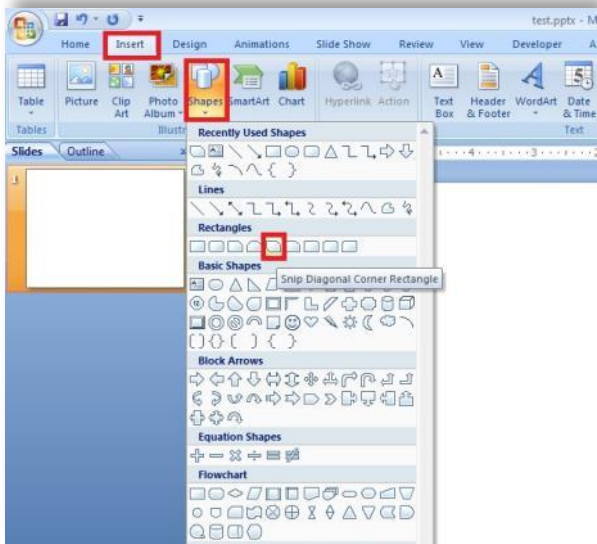 test.pptx - M
Home Insert Design Animations Slide Show Review View Developer A
Table Picture Clip Art Photo Album Shapes SmartArt Chart Hyperlink Action Text Box Header & Footer WordArt Date & Time
Tables Illustr Text
Slides Outline
Recently Used Shapes
Lines
Rectangles
Snip Diagonal Corner Rectangle
Basic Shapes
Block Arrows
Equation Shapes
Flowchart